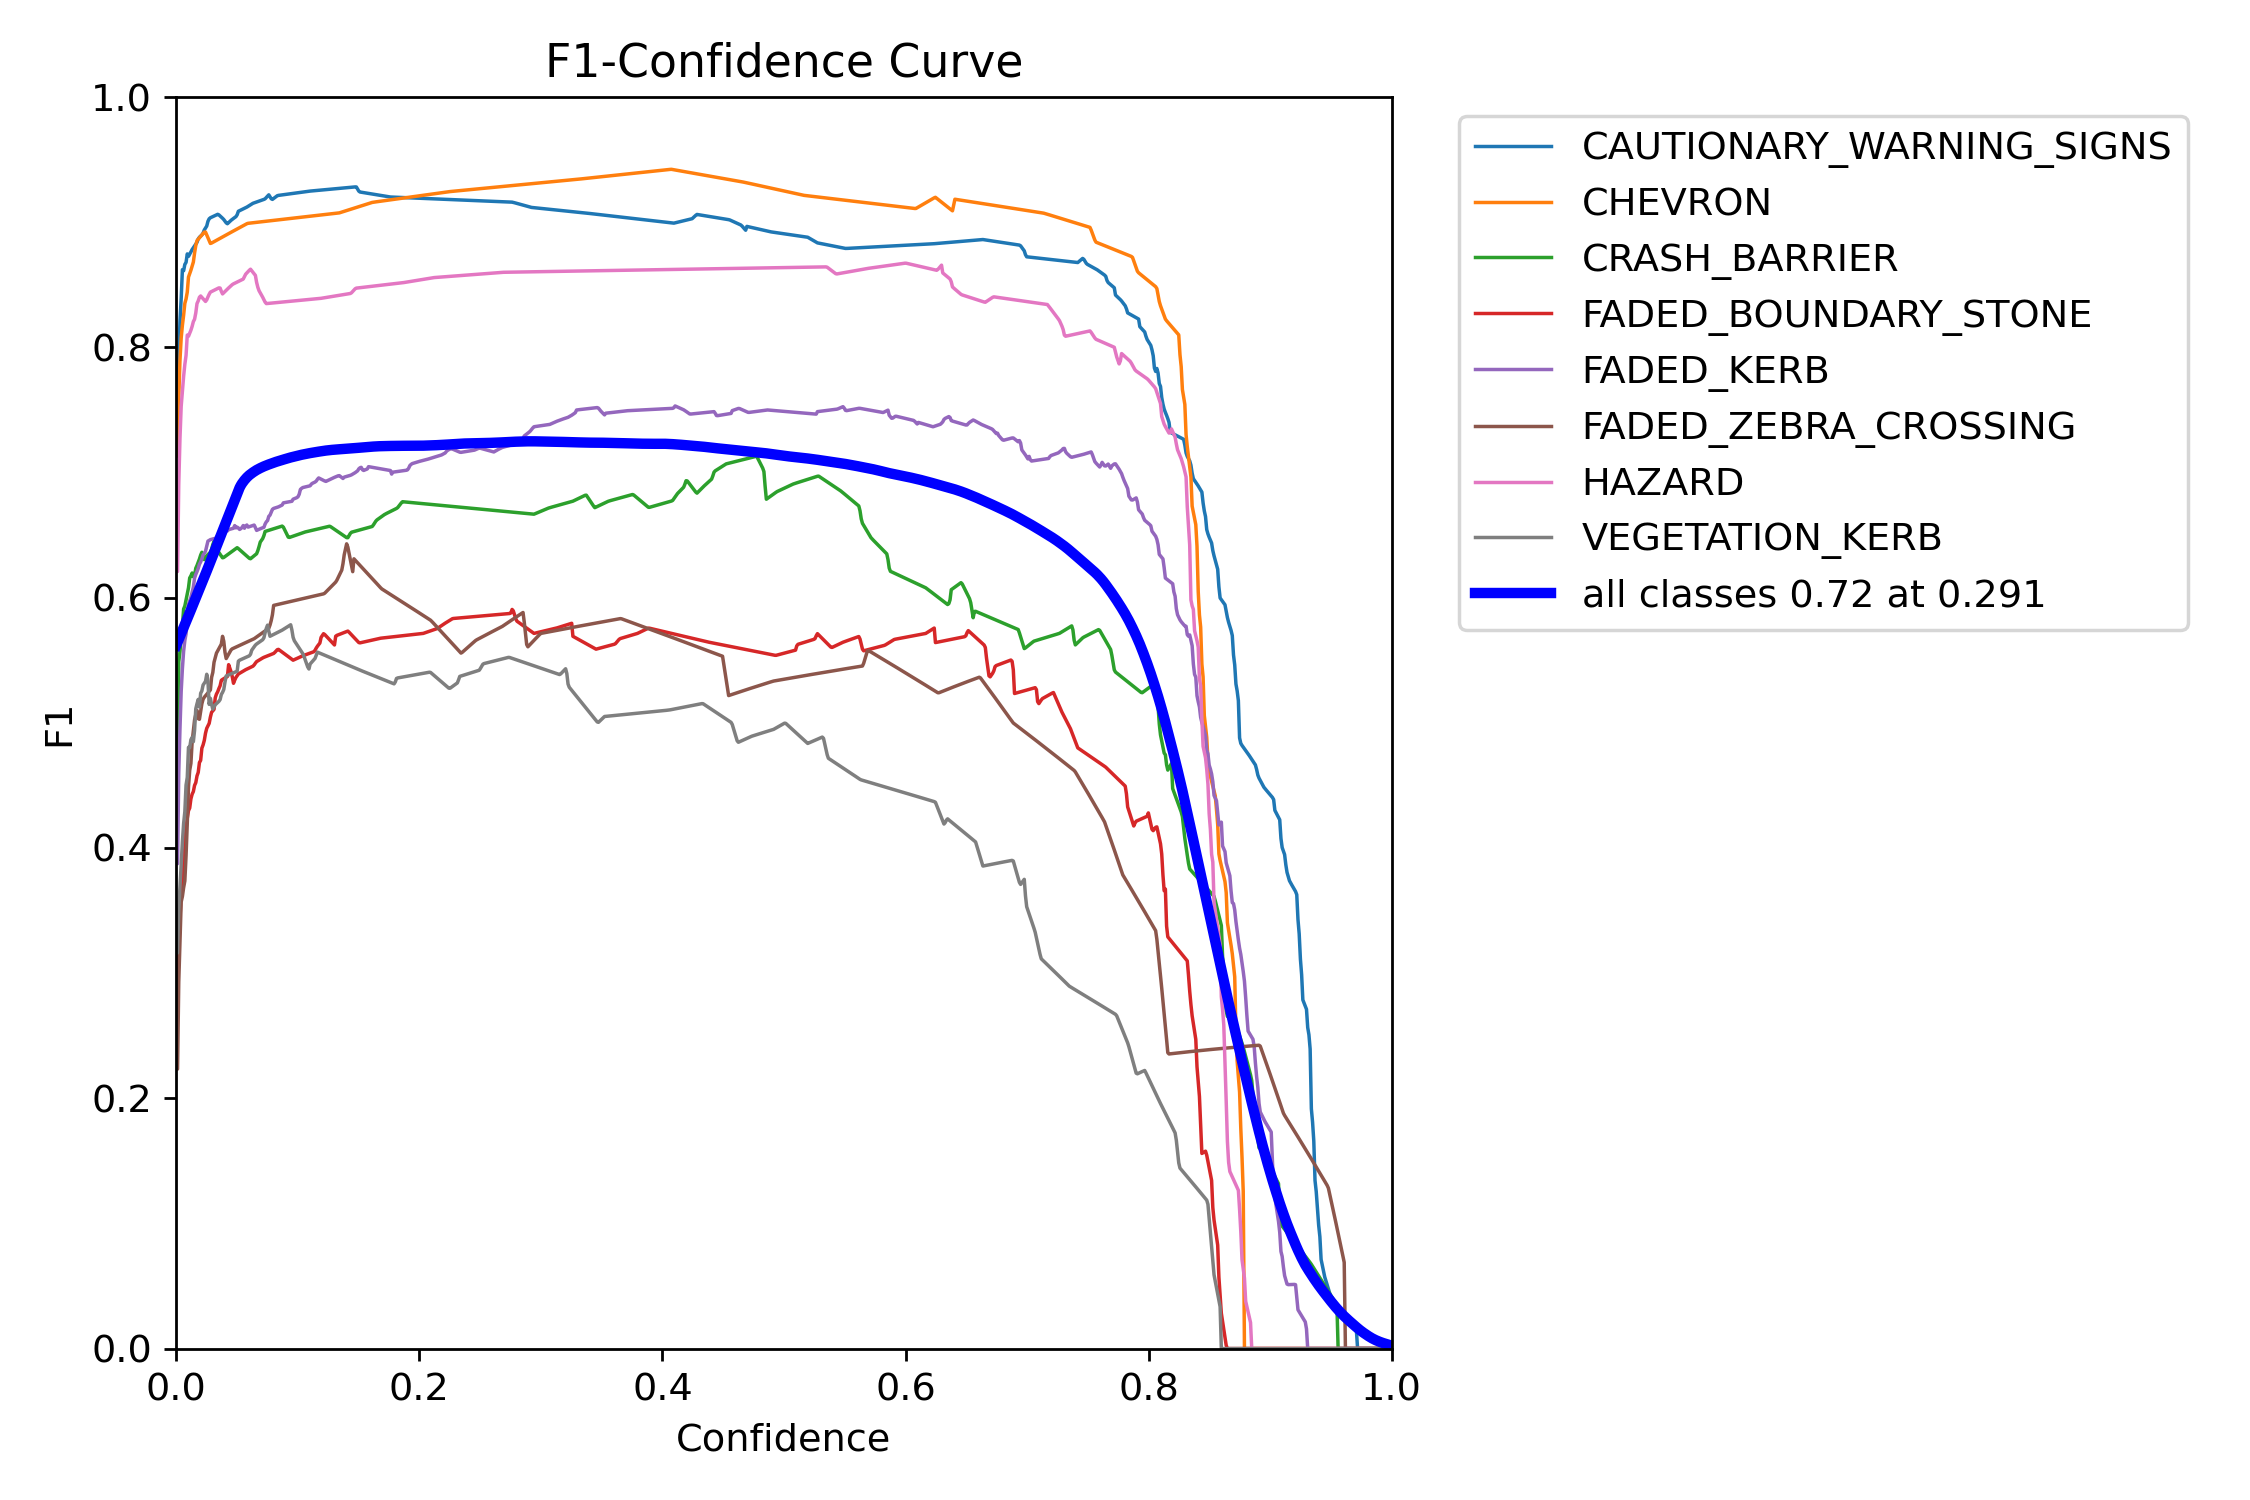 F1-Confidence Curve
1.0
0.8
0.6
0.4
0.2
0.0
F1
0.0 0.2 0.4 0.6 0.8 1.0
Confidence
CAUTIONARY_WARNING_SIGNS
CHEVRON
CRASH_BARRIER
FADED_BOUNDARY_STONE
FADED_KERB
FADED_ZEBRA_CROSSING
HAZARD
VEGETATION_KERB
all classes 0.72 at 0.291